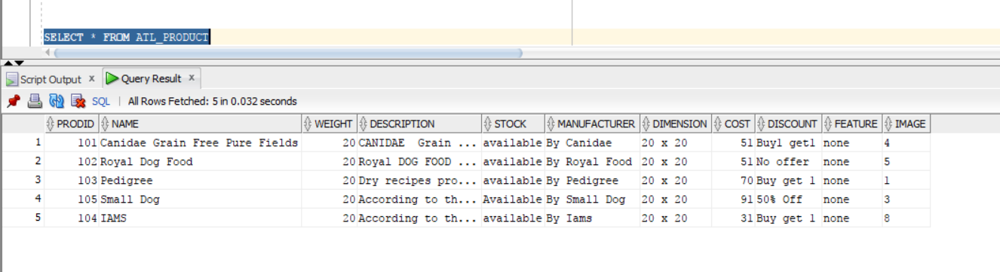 SELECT * FROM ATL_PRODUCT
Script Output x Query Result x
SQL | All Rows Fetched: 5 in 0.032 seconds
PRODID NAME WEIGHT DESCRIPTION STOCK MANUFACTURER DIMENSION COST DISCOUNT FEATURE IMAGE
1 101 Canidae Grain Free Pure Fields 20 CANIDAE Grain ... available By Canidae 20 x 20 51 Buy1 get1 none 4
2 102 Royal Dog Food 20 Royal DOG FOOD ... available By Royal Food 20 x 20 51 No offer none 5
3 103 Pedigree 20 Dry recipes pro... available By Pedigree 20 x 20 70 Buy get 1 none 1
4 105 Small Dog 20 According to th... Available By Small Dog 20 x 20 91 50% Off none 3
5 104 IAMS 20 According to th... available By Iams 20 x 20 31 Buy get 1 none 8